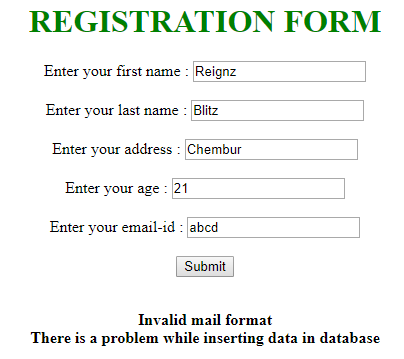 REGISTRATION FORM
Enter your first name : Reignz
Enter your last name : Blitz
Enter your address : Chembur
Enter your age : 21
Enter your email-id : abcd
Submit
Invalid mail format
There is a problem while inserting data in database